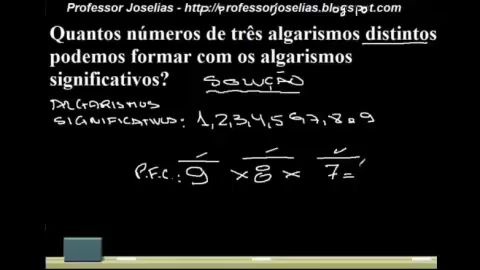 Professor Joselias - http://professorjoselias.blogspot.com
Quantos números de três algarismos distintos
podemos formar com os algarismos
significativos? SOLUÇÃO
ALGARISMOS
SIGNIFICATIVOS: 1,2,3,4,5,6,7,8 e 9
P.F.C.: 9 × 8 × 7 =